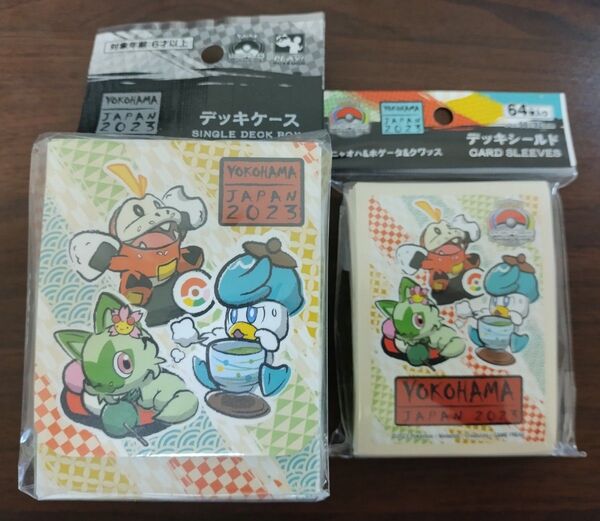 対象年齢 6才以上
YOKOHAMA
JAPAN
2023
デッキケース
SINGLE DECK BOX
YOKOHAMA
JAPAN
2023
YOKOHAMA
JAPAN
2023
64
デッキシールド
CARD SLEEVES
ニャオハ&ホゲータ&クワッス
YOKOHAMA
JAPAN 2023